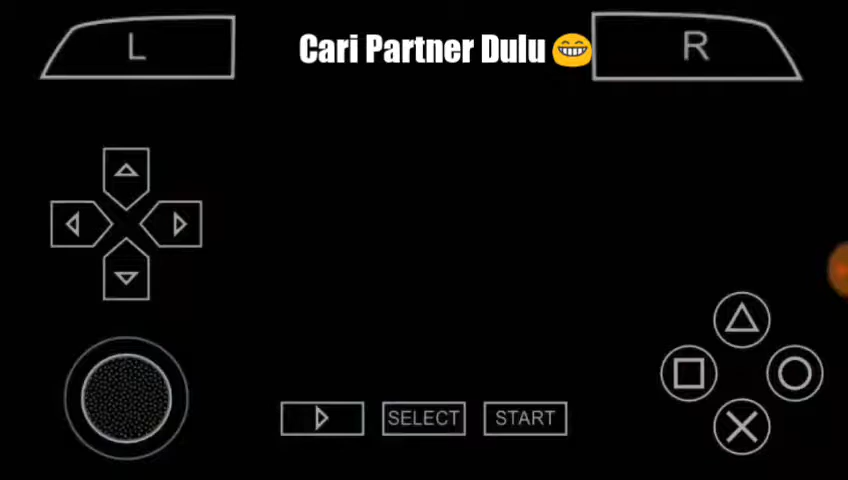 L
Cari Partner Dulu 😁
R
SELECT
START